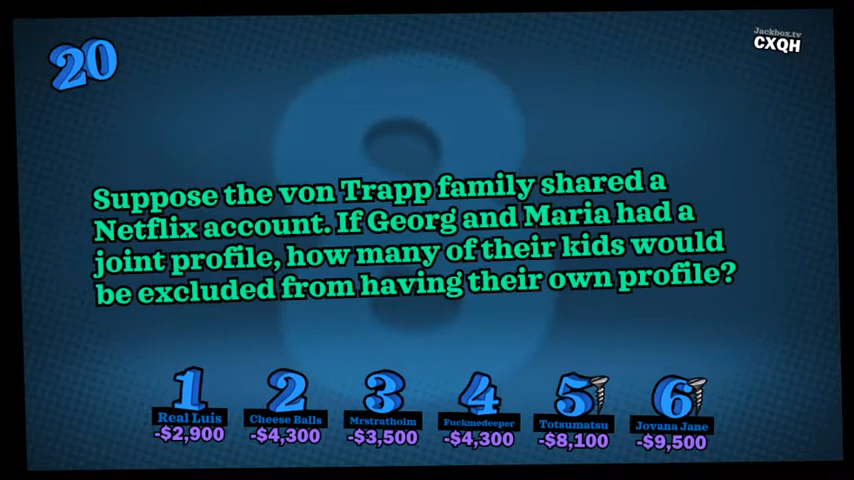 20
Jackbox.tv
CXQH
Suppose the von Trapp family shared a
Netflix account. If Georg and Maria had a
joint profile, how many of their kids would
be excluded from having their own profile?
8
1 2 3 4 5 6
Real Luis Cheese Balls Mrstratholm Fuckmedeeper Totsumatsu Jovana Jane
-$2,900 -$4,300 -$3,500 -$4,300 -$8,100 -$9,500